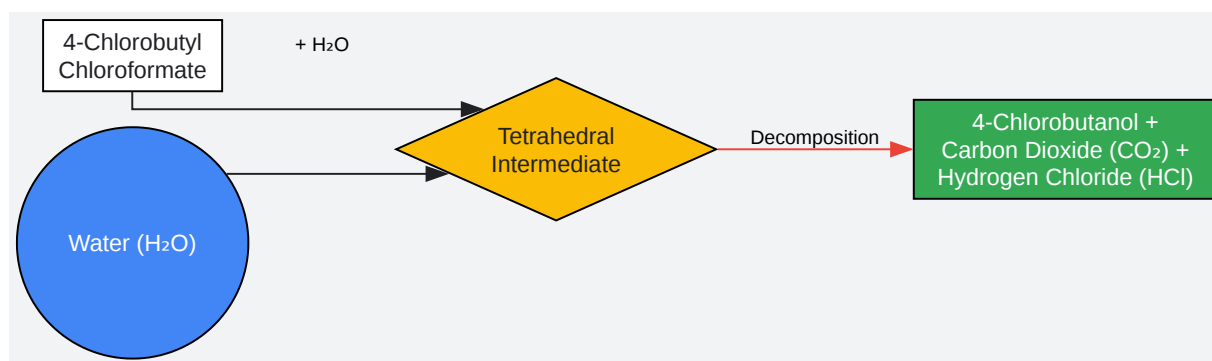 4-Chlorobutyl
Chloroformate
+ H₂O
Water (H₂O)
Tetrahedral
Intermediate
Decomposition
4-Chlorobutanol +
Carbon Dioxide (CO₂) +
Hydrogen Chloride (HCl)